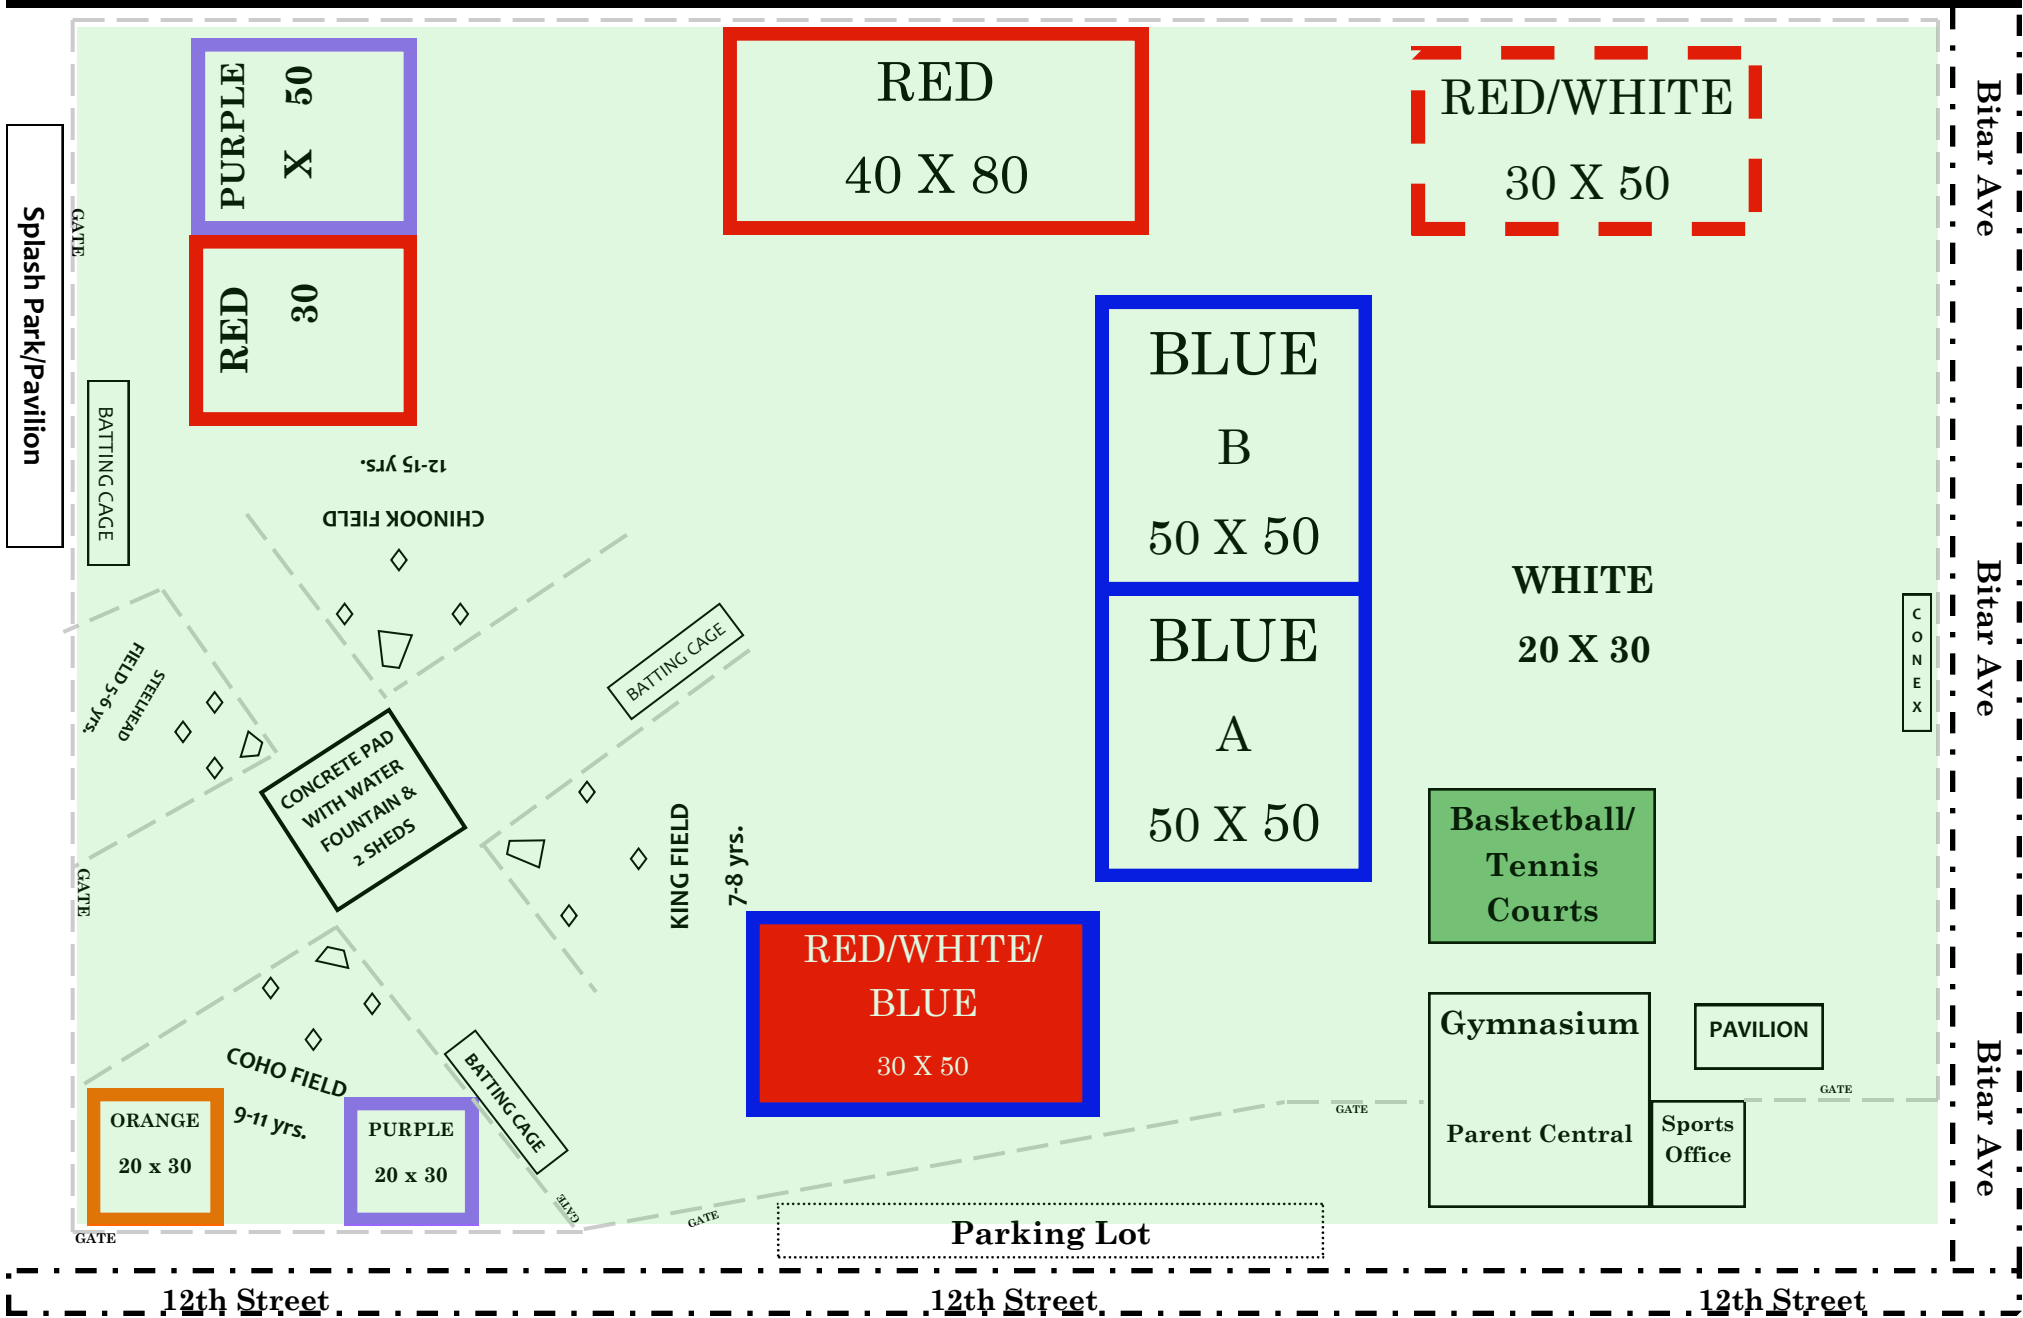 PURPLE
X 50
RED
30
RED
40 X 80
RED/WHITE
30 X 50
Bitar Ave
Splash Park/Pavilion
GATE
BATTING CAGE
12-15 yrs.
CHINOOK FIELD
BLUE
B
50 X 50
BLUE
A
50 X 50
WHITE
20 X 30
CONEX
Bitar Ave
BATTING CAGE
STEELHEAD
FIELD 5-6 yrs.
CONCRETE PAD
WITH WATER
FOUNTAIN &
2 SHEDS
KING FIELD
7-8 yrs.
GATE
Basketball/
Tennis
Courts
RED/WHITE/
BLUE
30 X 50
Gymnasium
Parent Central
PAVILION
GATE
Sports
Office
GATE
Bitar Ave
COHO FIELD
9-11 yrs.
BATTING CAGE
ORANGE
20 x 30
PURPLE
20 x 30
GATE
GATE
GATE
Parking Lot
12th Street
12th Street
12th Street